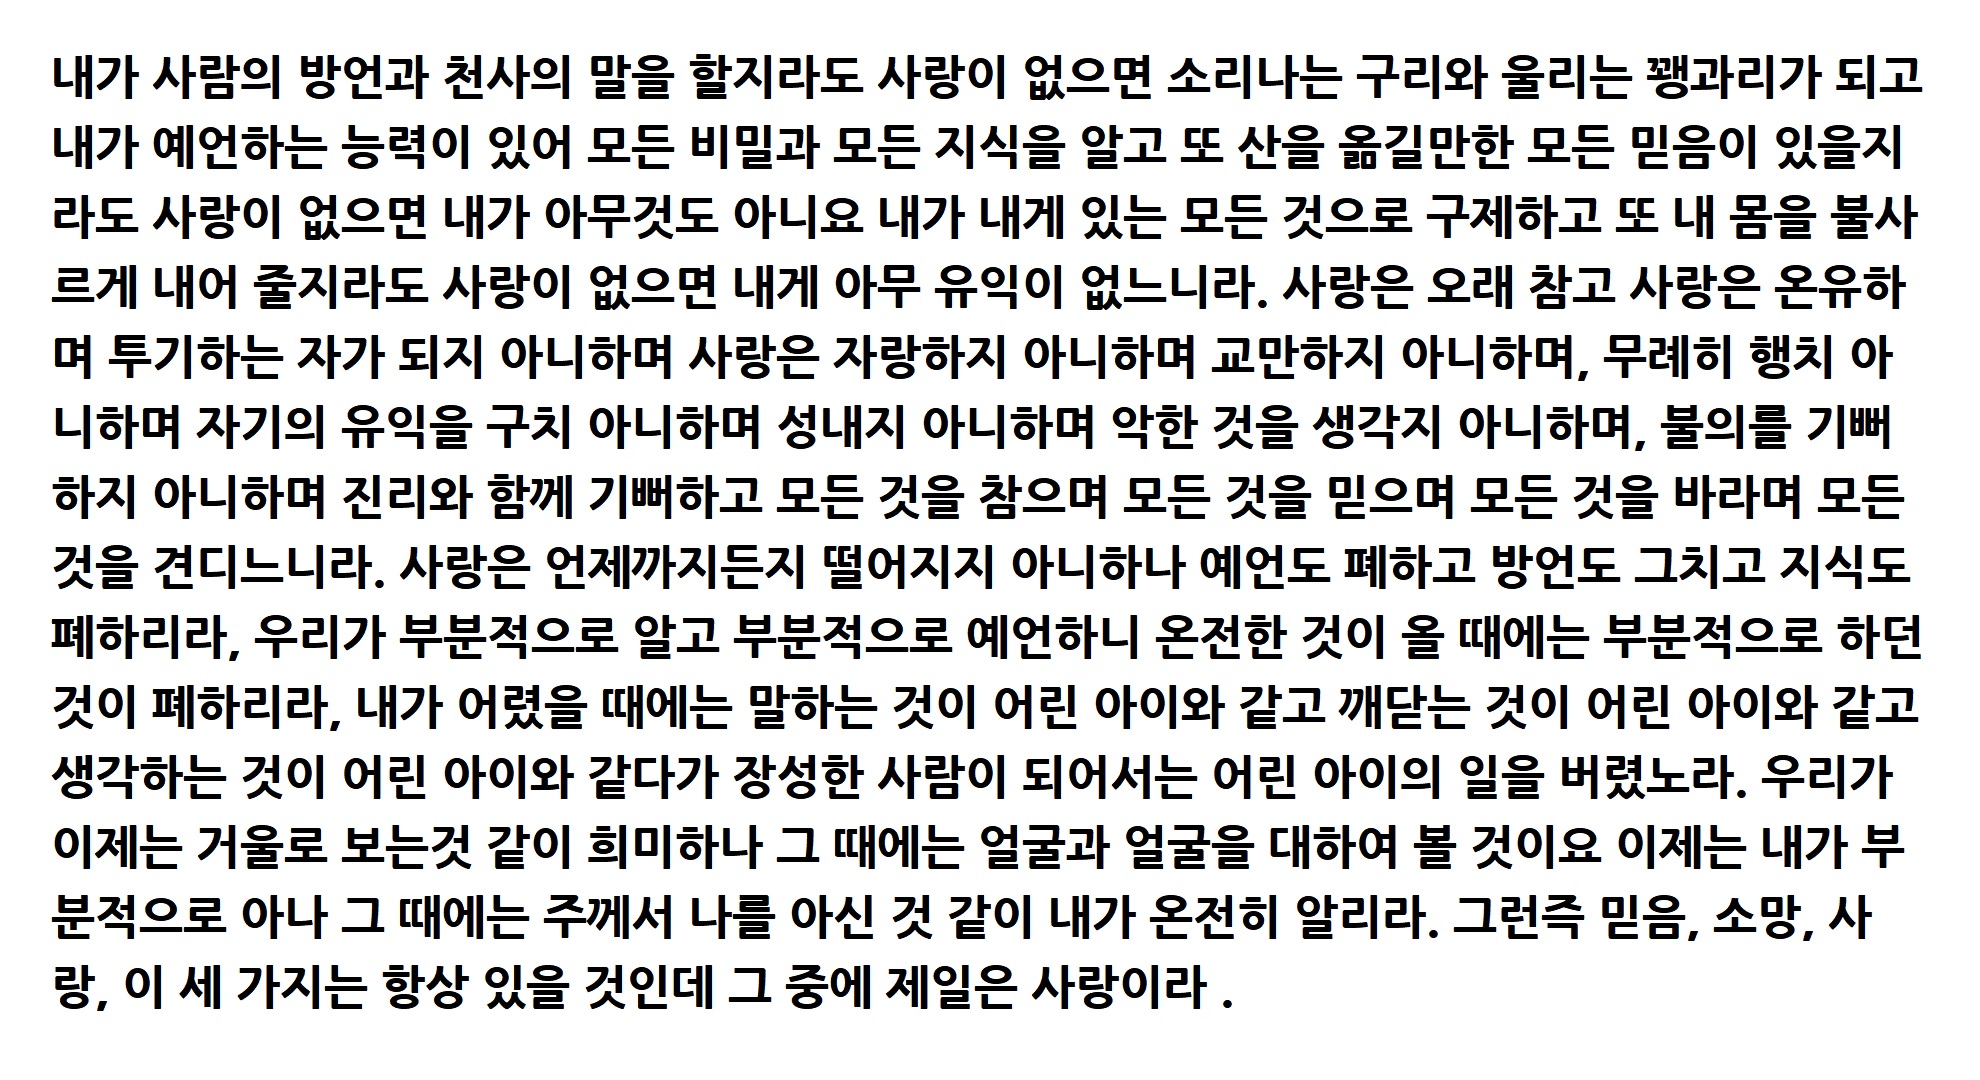 내가 사람의 방언과 천사의 말을 할지라도 사랑이 없으면 소리나는 구리와 울리는 꽹과리가 되고
내가 예언하는 능력이 있어 모든 비밀과 모든 지식을 알고 또 산을 옮길만한 모든 믿음이 있을지
라도 사랑이 없으면 내가 아무것도 아니요 내가 내게 있는 모든 것으로 구제하고 또 내 몸을 불사
르게 내어 줄지라도 사랑이 없으면 내게 아무 유익이 없느니라. 사랑은 오래 참고 사랑은 온유하
며 투기하는 자가 되지 아니하며 사랑은 자랑하지 아니하며 교만하지 아니하며, 무례히 행치 아
니하며 자기의 유익을 구치 아니하며 성내지 아니하며 악한 것을 생각지 아니하며, 불의를 기뻐
하지 아니하며 진리와 함께 기뻐하고 모든 것을 참으며 모든 것을 믿으며 모든 것을 바라며 모든
것을 견디느니라. 사랑은 언제까지든지 떨어지지 아니하나 예언도 폐하고 방언도 그치고 지식도
폐하리라, 우리가 부분적으로 알고 부분적으로 예언하니 온전한 것이 올 때에는 부분적으로 하던
것이 폐하리라, 내가 어렸을 때에는 말하는 것이 어린 아이와 같고 깨닫는 것이 어린 아이와 같고
생각하는 것이 어린 아이와 같다가 장성한 사람이 되어서는 어린 아이의 일을 버렸노라. 우리가
이제는 거울로 보는것 같이 희미하나 그 때에는 얼굴과 얼굴을 대하여 볼 것이요 이제는 내가 부
분적으로 아나 그 때에는 주께서 나를 아신 것 같이 내가 온전히 알리라. 그런즉 믿음, 소망, 사
랑, 이 세 가지는 항상 있을 것인데 그 중에 제일은 사랑이라 .